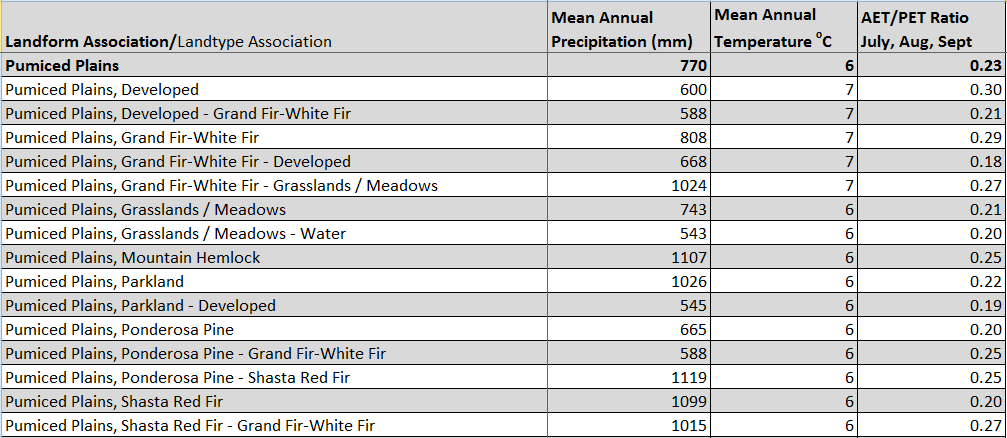 Landform Association/Landtype Association Mean Annual Precipitation (mm) Mean Annual Temperature °C AET/PET Ratio July, Aug, Sept
Pumiced Plains 770 6 0.23
Pumiced Plains, Developed 600 7 0.30
Pumiced Plains, Developed - Grand Fir-White Fir 588 7 0.21
Pumiced Plains, Grand Fir-White Fir 808 7 0.29
Pumiced Plains, Grand Fir-White Fir - Developed 668 7 0.18
Pumiced Plains, Grand Fir-White Fir - Grasslands / Meadows 1024 7 0.27
Pumiced Plains, Grasslands / Meadows 743 6 0.21
Pumiced Plains, Grasslands / Meadows - Water 543 6 0.20
Pumiced Plains, Mountain Hemlock 1107 6 0.25
Pumiced Plains, Parkland 1026 6 0.22
Pumiced Plains, Parkland - Developed 545 6 0.19
Pumiced Plains, Ponderosa Pine 665 6 0.20
Pumiced Plains, Ponderosa Pine - Grand Fir-White Fir 588 6 0.25
Pumiced Plains, Ponderosa Pine - Shasta Red Fir 1119 6 0.25
Pumiced Plains, Shasta Red Fir 1099 6 0.20
Pumiced Plains, Shasta Red Fir - Grand Fir-White Fir 1015 6 0.27